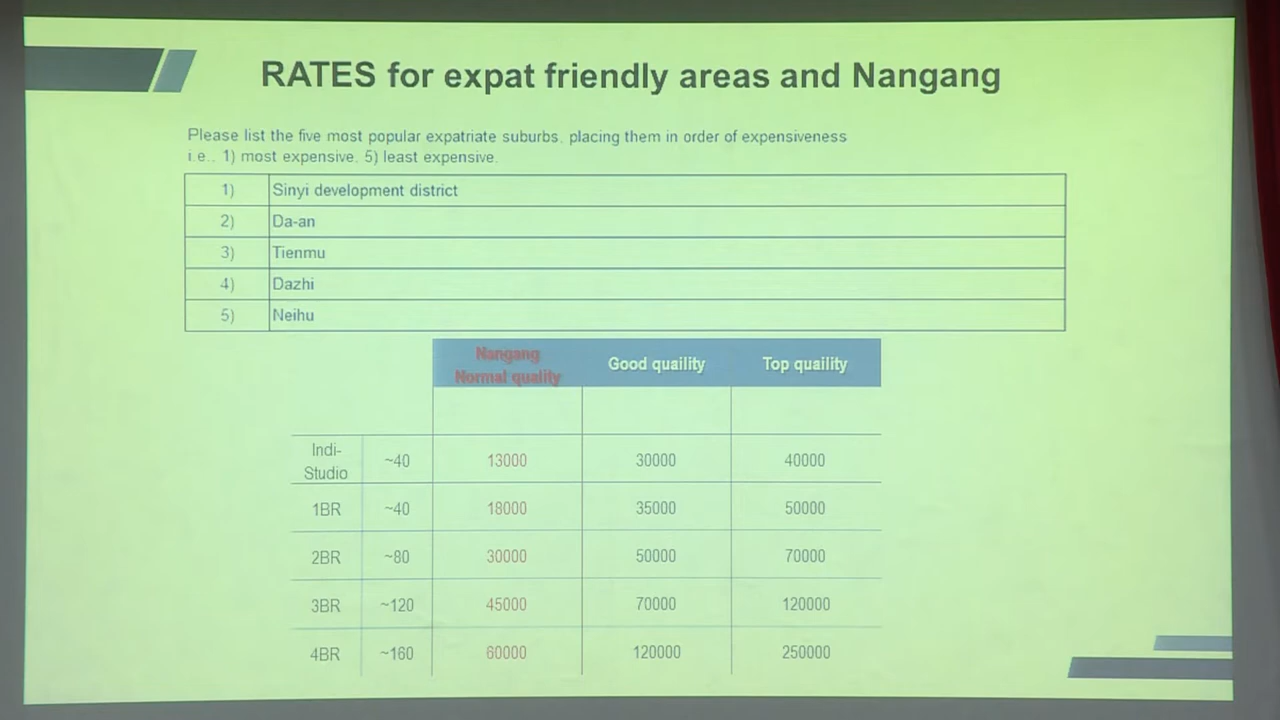 RATES for expat friendly areas and Nangang
Please list the five most popular expatriate suburbs, placing them in order of expensiveness
i.e., 1) most expensive, 5) least expensive.
1) Sinyi development district
2) Da-an
3) Tienmu
4) Dazhi
5) Neihu
Nangang
Normal quality Good quaility Top quaility
Indi-
Studio ~40 13000 30000 40000
1BR ~40 18000 35000 50000
2BR ~80 30000 50000 70000
3BR ~120 45000 70000 120000
4BR ~160 60000 120000 250000